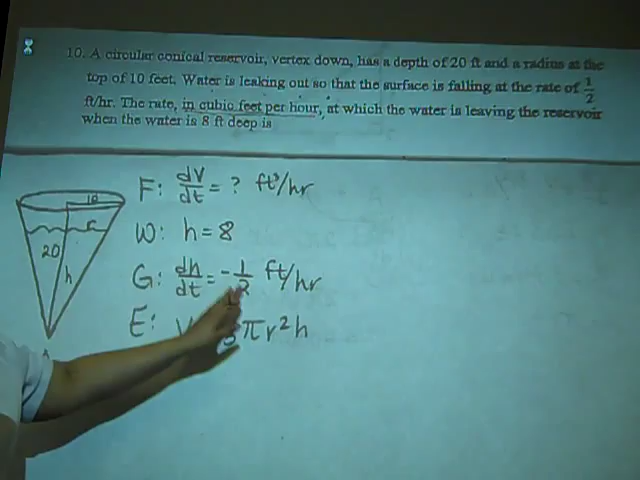 10. A circular conical reservoir, vertex down, has a depth of 20 ft and a radius at the
top of 10 feet. Water is leaking out so that the surface is falling at the rate of 1/2
ft/hr. The rate, in cubic feet per hour, at which the water is leaving the reservoir
when the water is 8 ft deep is
F: dV/dt = ? ft³/hr
10
r
W: h = 8
20
h
G: dh/dt = -1/2 ft/hr
E: V πr²h